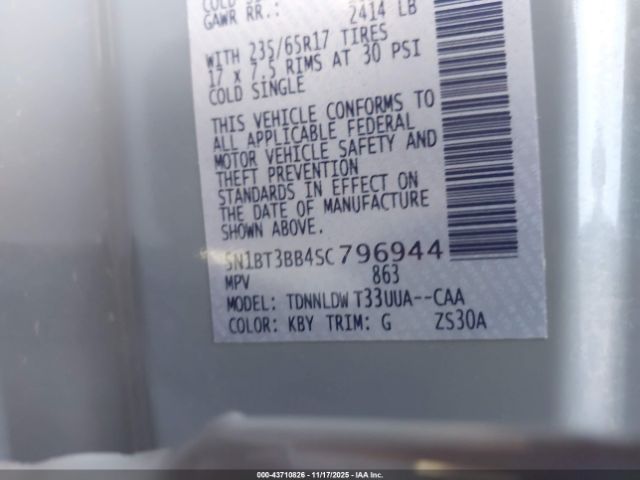 GAWR RR.: 2414 LB
WITH 235/65R17 TIRES
17 x 7.5 RIMS AT 30 PSI
COLD SINGLE
THIS VEHICLE CONFORMS TO
ALL APPLICABLE FEDERAL
MOTOR VEHICLE SAFETY AND
THEFT PREVENTION
STANDARDS IN EFFECT ON
THE DATE OF MANUFACTURE
SHOWN ABOVE.
5N1BT3BB4SC796944
MPV 863
MODEL: TDNNLDW T33UUA--CAA
COLOR: KBY TRIM: G ZS30A
000-43710826 | 11/17/2025 | IAA Inc.